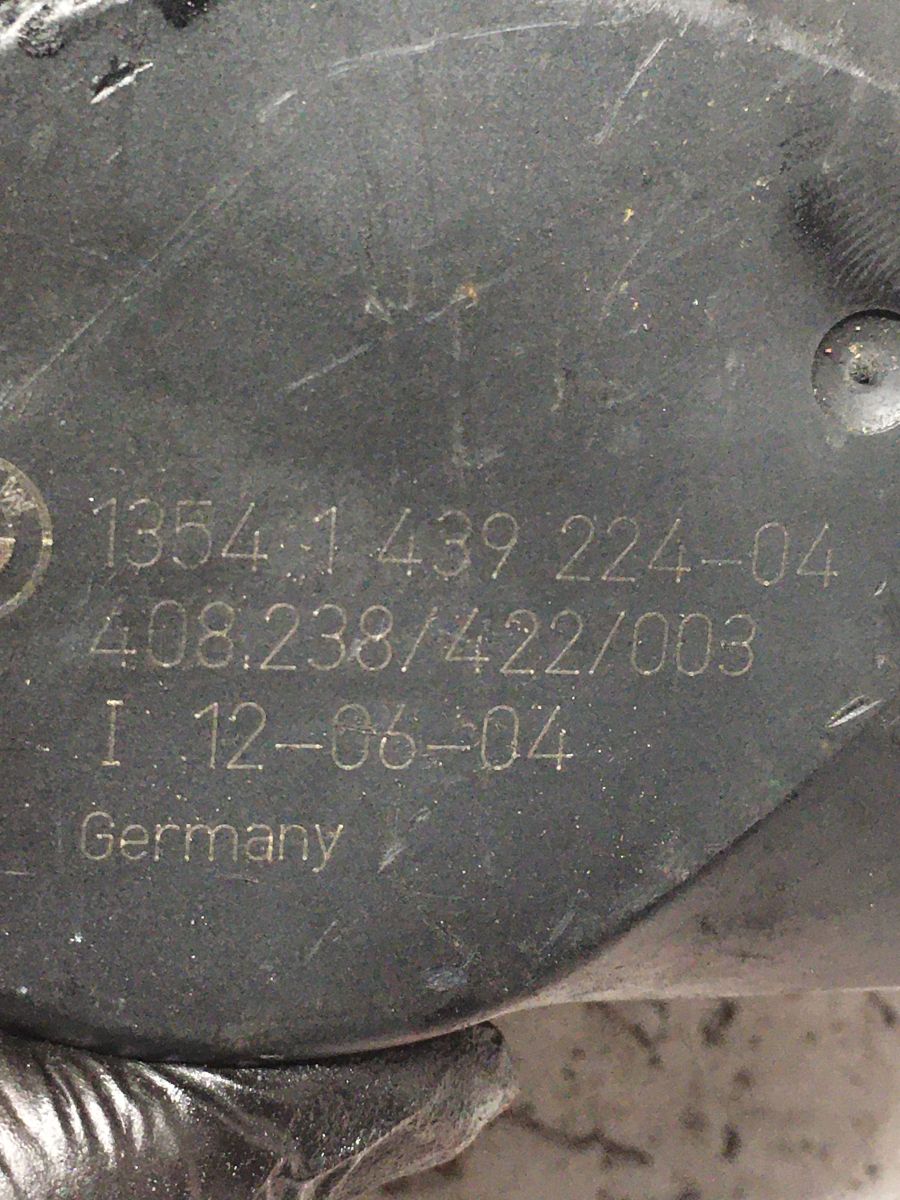 1354 1 439 224-04
408.238/422/003
I 12-06-04
Germany